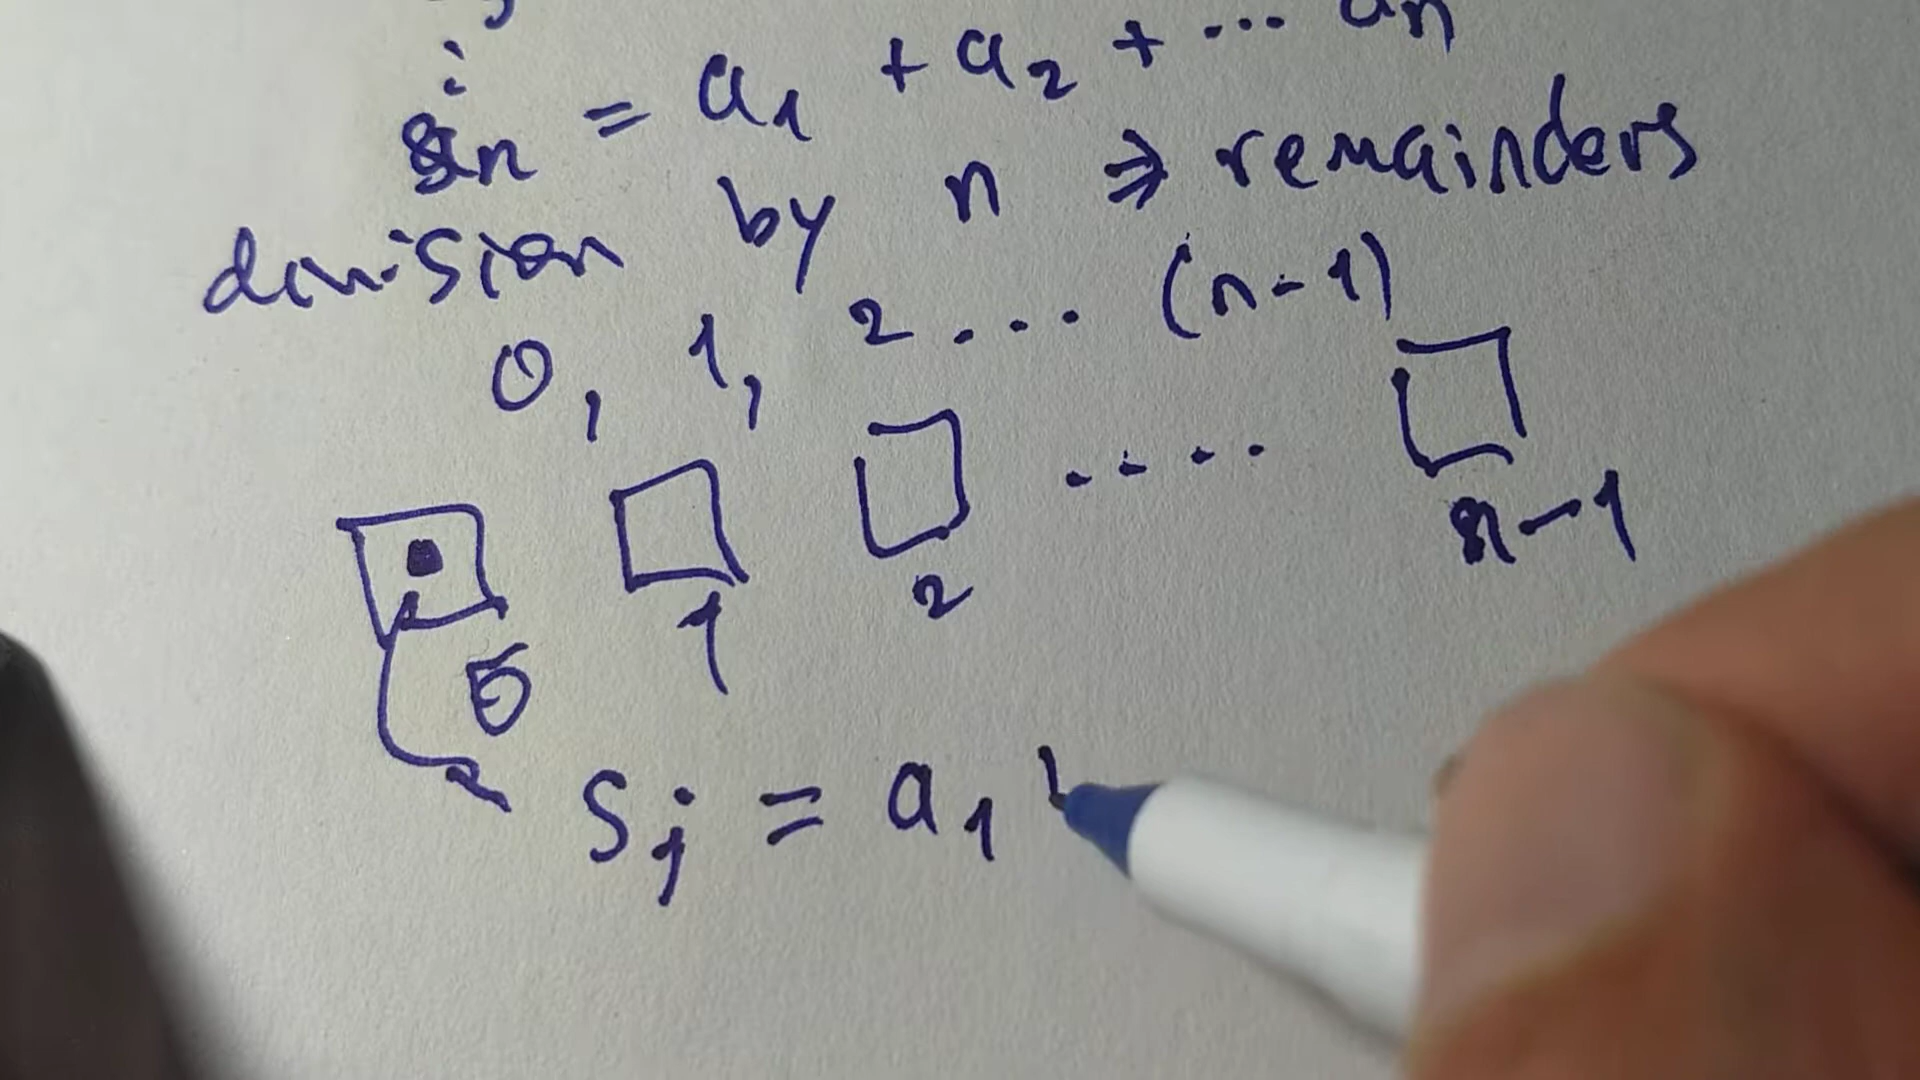 Sn = a1 + a2 + ... an
division by n ⇒ remainders
0, 1, 2 .... (n-1)
0 1 2 .... n-1
Sj = a1